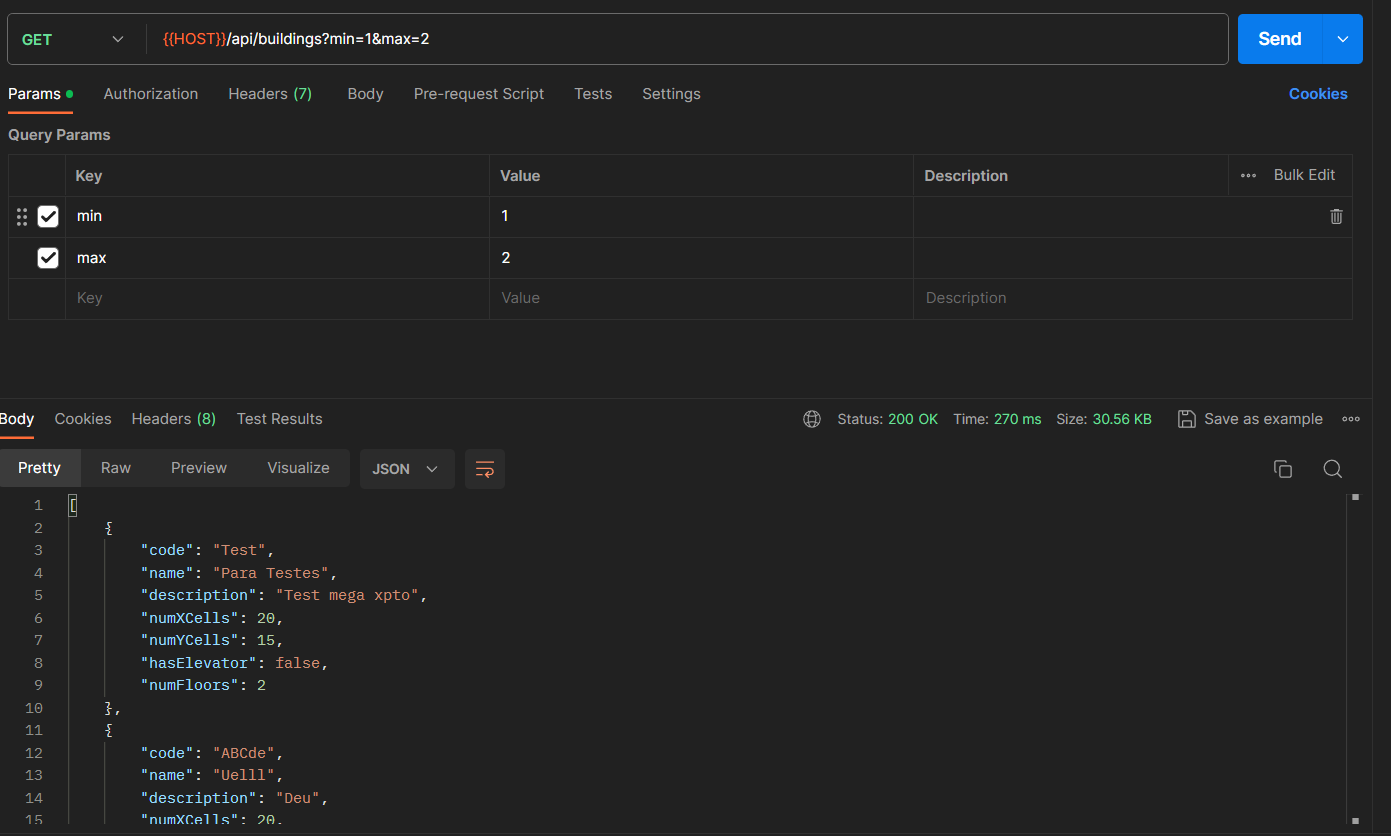 GET {{HOST}}/api/buildings?min=1&max=2 Send
Params Authorization Headers (7) Body Pre-request Script Tests Settings Cookies
Query Params
Key Value Description Bulk Edit
min 1
max 2
Key Value Description
Body Cookies Headers (8) Test Results Status: 200 OK Time: 270 ms Size: 30.56 KB Save as example
Pretty Raw Preview Visualize JSON
1 [
2 {
3 "code": "Test",
4 "name": "Para Testes",
5 "description": "Test mega xpto",
6 "numXCells": 20,
7 "numYCells": 15,
8 "hasElevator": false,
9 "numFloors": 2
10 },
11 {
12 "code": "ABCde",
13 "name": "Uelll",
14 "description": "Deu",
15 "numXCells": 20,